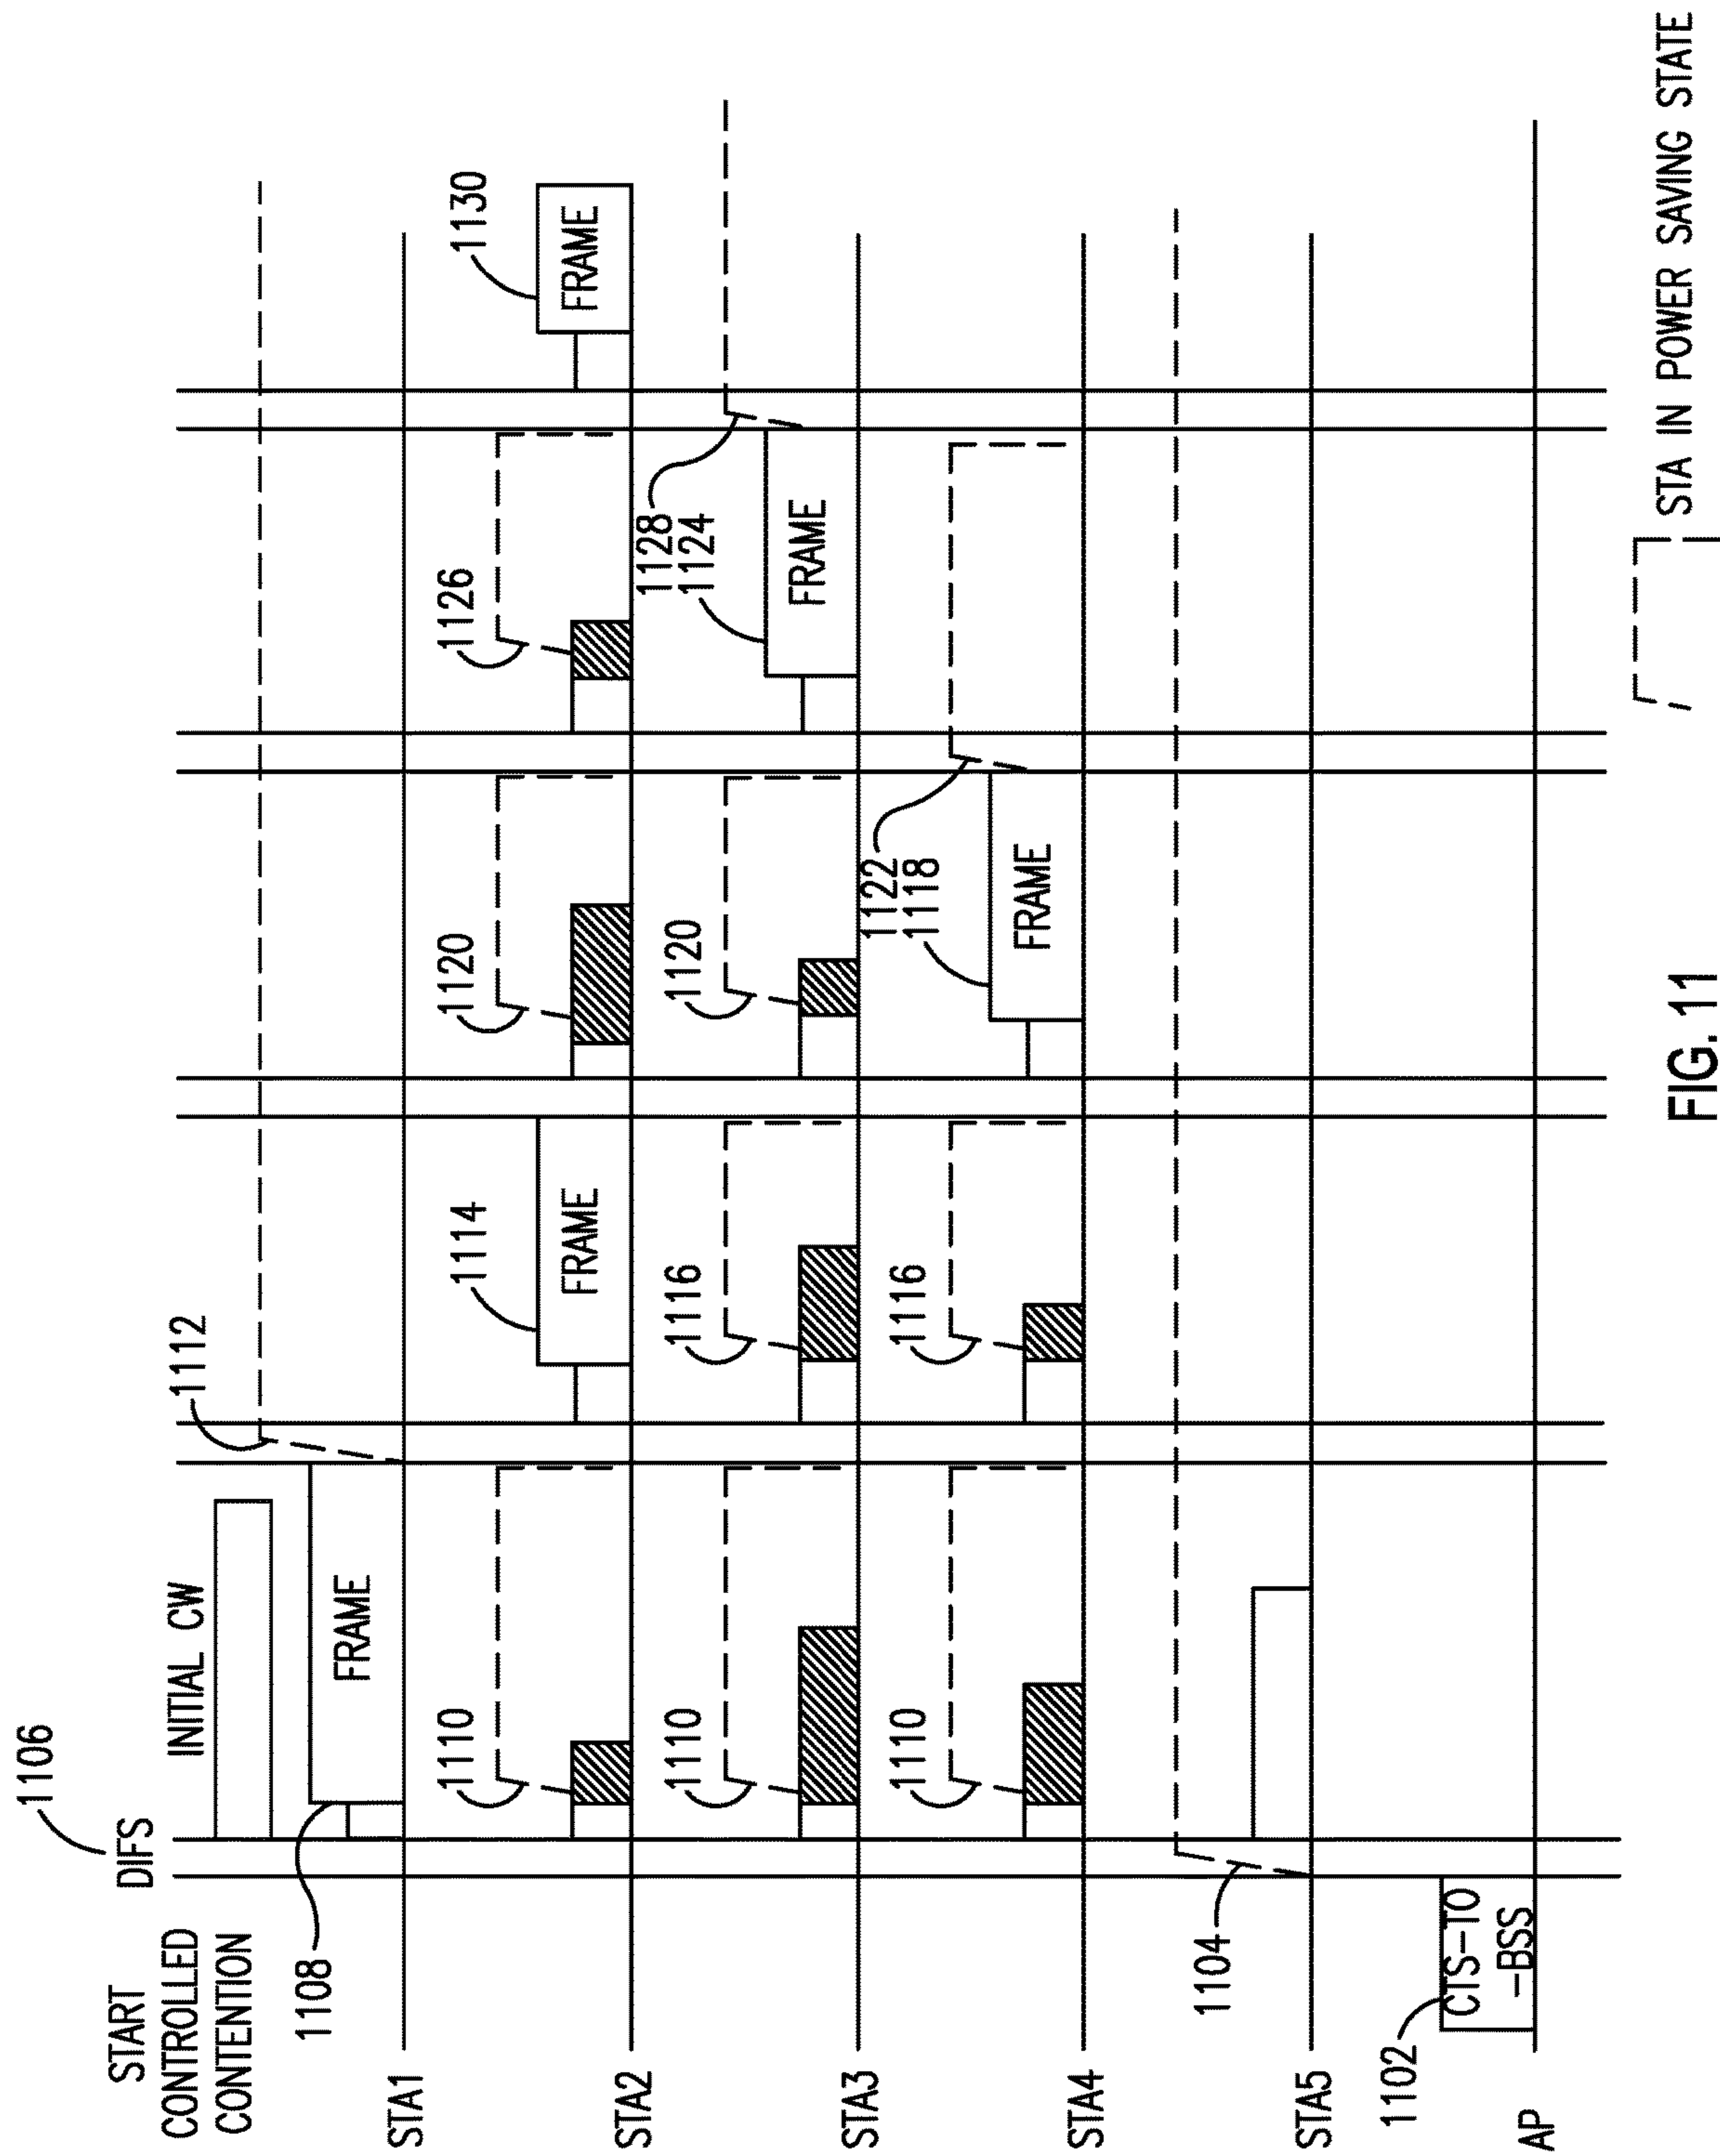 START
CONTROLLED
CONTENTION
DIFS
1106
INITIAL CW
1108
FRAME
1112
STA1
1110
1114
FRAME
1120
1126
1130
FRAME
STA2
1110
1116
1120
1128
1124
FRAME
STA3
1110
1116
1122
1118
FRAME
STA4
1104
STA5
1102
CTS-TO
-BSS
AP
STA IN POWER SAVING STATE
FIG. 11